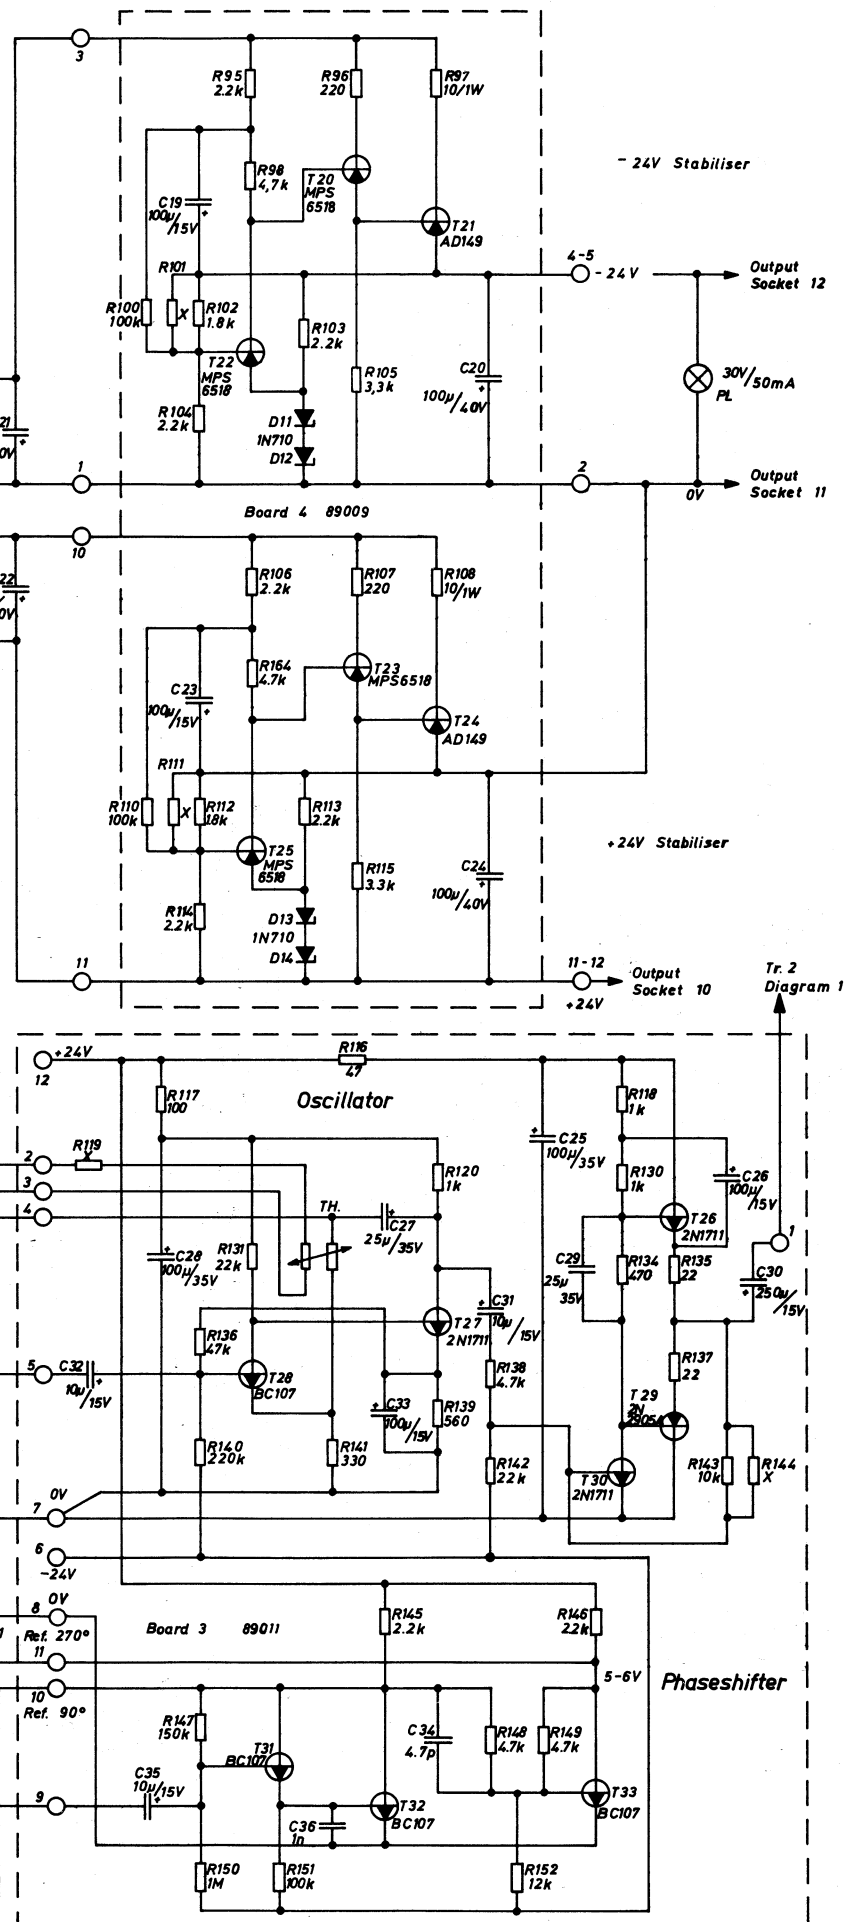 3
R95
2.2k
R96
220
R97
10/1W
R98
4,7k
T20
MPS
6518
- 24V Stabiliser
C19
100µ
/15V
T21
AD149
4-5
- 24V
Output
Socket 12
R101
R100
100k
X
R102
1.8k
R103
2.2k
T22
MPS
6518
R105
3,3k
C20
100µ
/40V
30V/
50mA
PL
R104
2.2k
D11
1N710
D12
21
0V
1
2
0V
Output
Socket 11
Board 4 89009
10
22
0V
R106
2.2k
R107
220
R108
10/1W
R164
4.7k
T23
MPS6518
C23
100µ
/15V
T24
AD149
R111
R110
100k
X
R112
1.8k
R113
2.2k
T25
MPS
6518
R115
3.3k
C24
100µ
/40V
+24V Stabiliser
R114
2.2k
D13
1N710
D14
11
11-12
+24V
Output
Socket 10
Tr. 2
Diagram 1
+24V
12
R116
47
R117
100
Oscillator
R118
1k
C25
100µ
/35V
R119
X
2
3
4
R120
1k
R130
1k
C26
100µ
/15V
TH.
C27
25µ
/35V
T26
2N1711
1
C28
100µ
/35V
R131
22k
C29
25µ
35V
R134
470
R135
22
C30
250µ
/15V
C31
10µ
/15V
T27
2N1711
R136
47k
5
C32
10µ
/15V
T28
BC107
R138
4.7k
R137
22
C33
100µ
/15V
R139
560
T29
2N
2905A
R140
220k
R141
330
R142
22k
T30
2N1711
R143
10k
R144
X
7
0V
6
-24V
8
0V
Board 3 89011
R145
2.2k
R146
2.2k
Ref. 270°
11
5-6V
Phaseshifter
10
Ref. 90°
R147
150k
T31
BC107
C34
4.7p
R148
4.7k
R149
4.7k
C35
10µ/15V
9
T32
BC107
T33
BC107
C36
1n
R150
1M
R151
100k
R152
12k